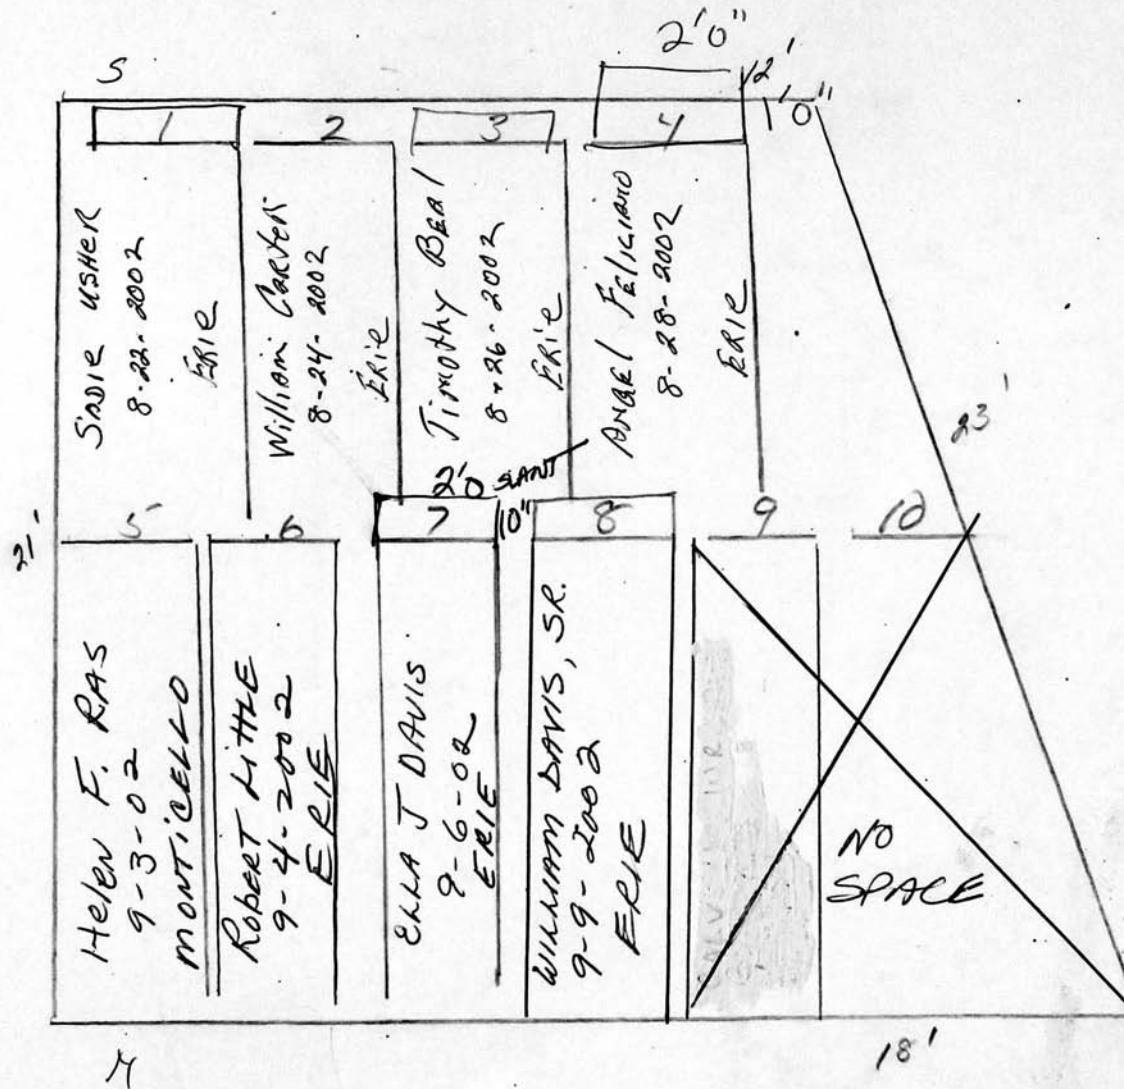 S
2'0"
2'
1'0"
1
2
3
4
SADIE USHER
8-22-2002
ERIE
William Carver
8-24-2002
ERIE
Timothy Beal
8-26-2002
ERIE
ANGEL FELICIANO
8-28-2002
ERIE
23'
21'
2'0 SLANT
10"
5
6
7
8
9
10
Helen F. RAS
9-3-02
MONTICELLO
ROBERT LITTLE
9-4-2002
ERIE
ELLA J DAVIS
9-6-02
ERIE
WILLIAM DAVIS, SR.
9-9-2002
ERIE
NO
SPACE
18'